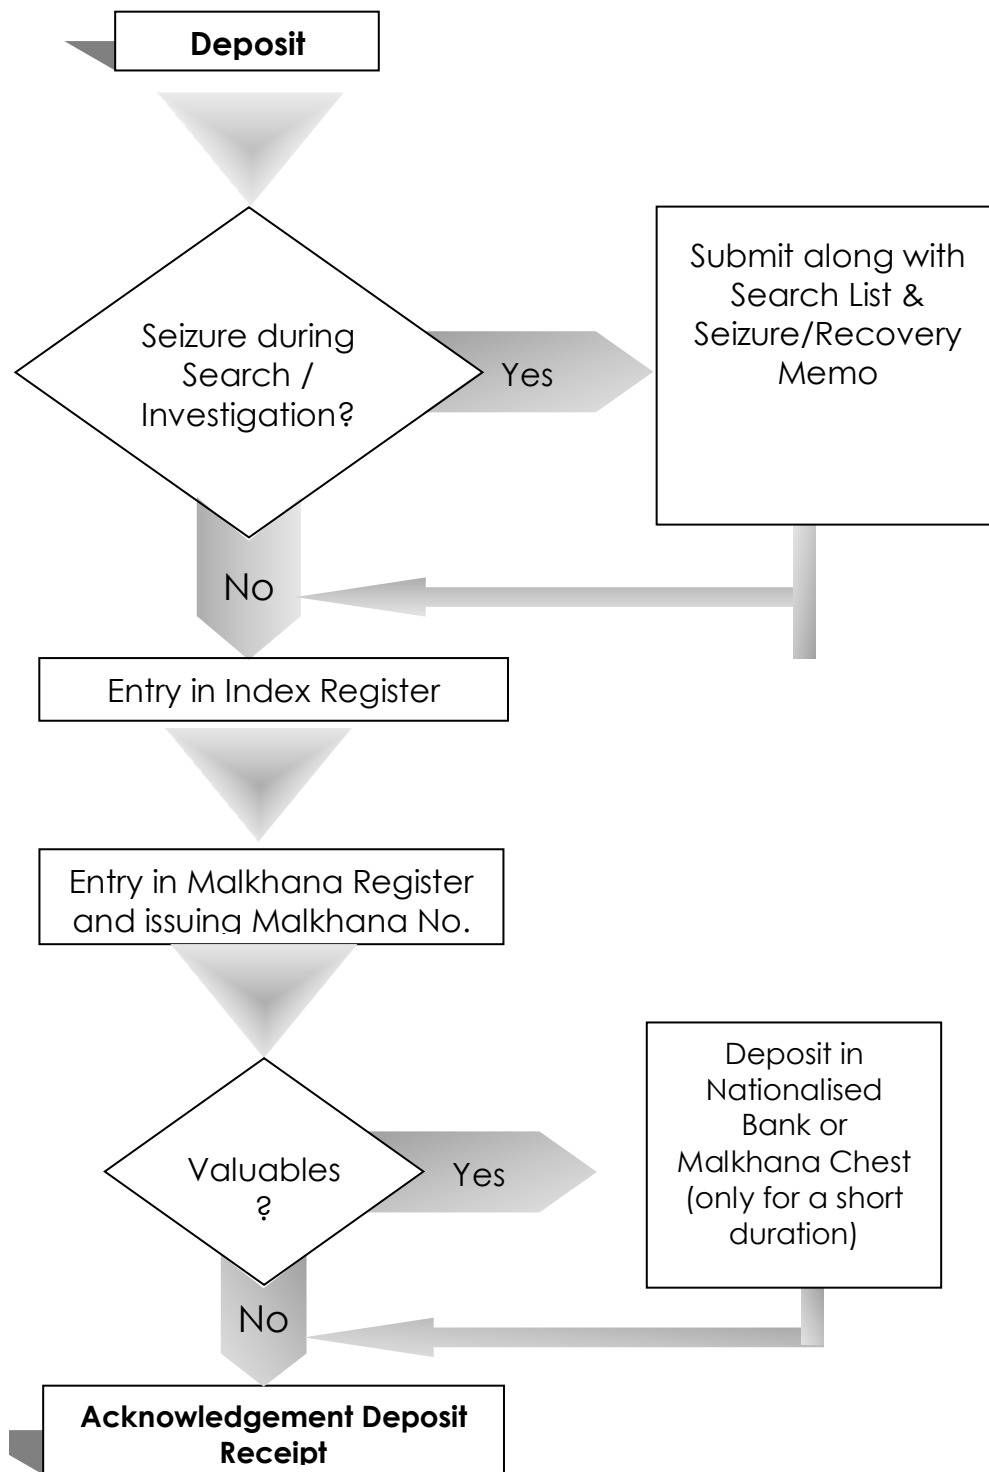 Deposit
Seizure during
Search /
Investigation?
Yes
Submit along with
Search List &
Seizure/Recovery
Memo
No
Entry in Index Register
Entry in Malkhana Register
and issuing Malkhana No.
Valuables
?
Yes
Deposit in
Nationalised
Bank or
Malkhana Chest
(only for a short
duration)
No
Acknowledgement Deposit
Receipt